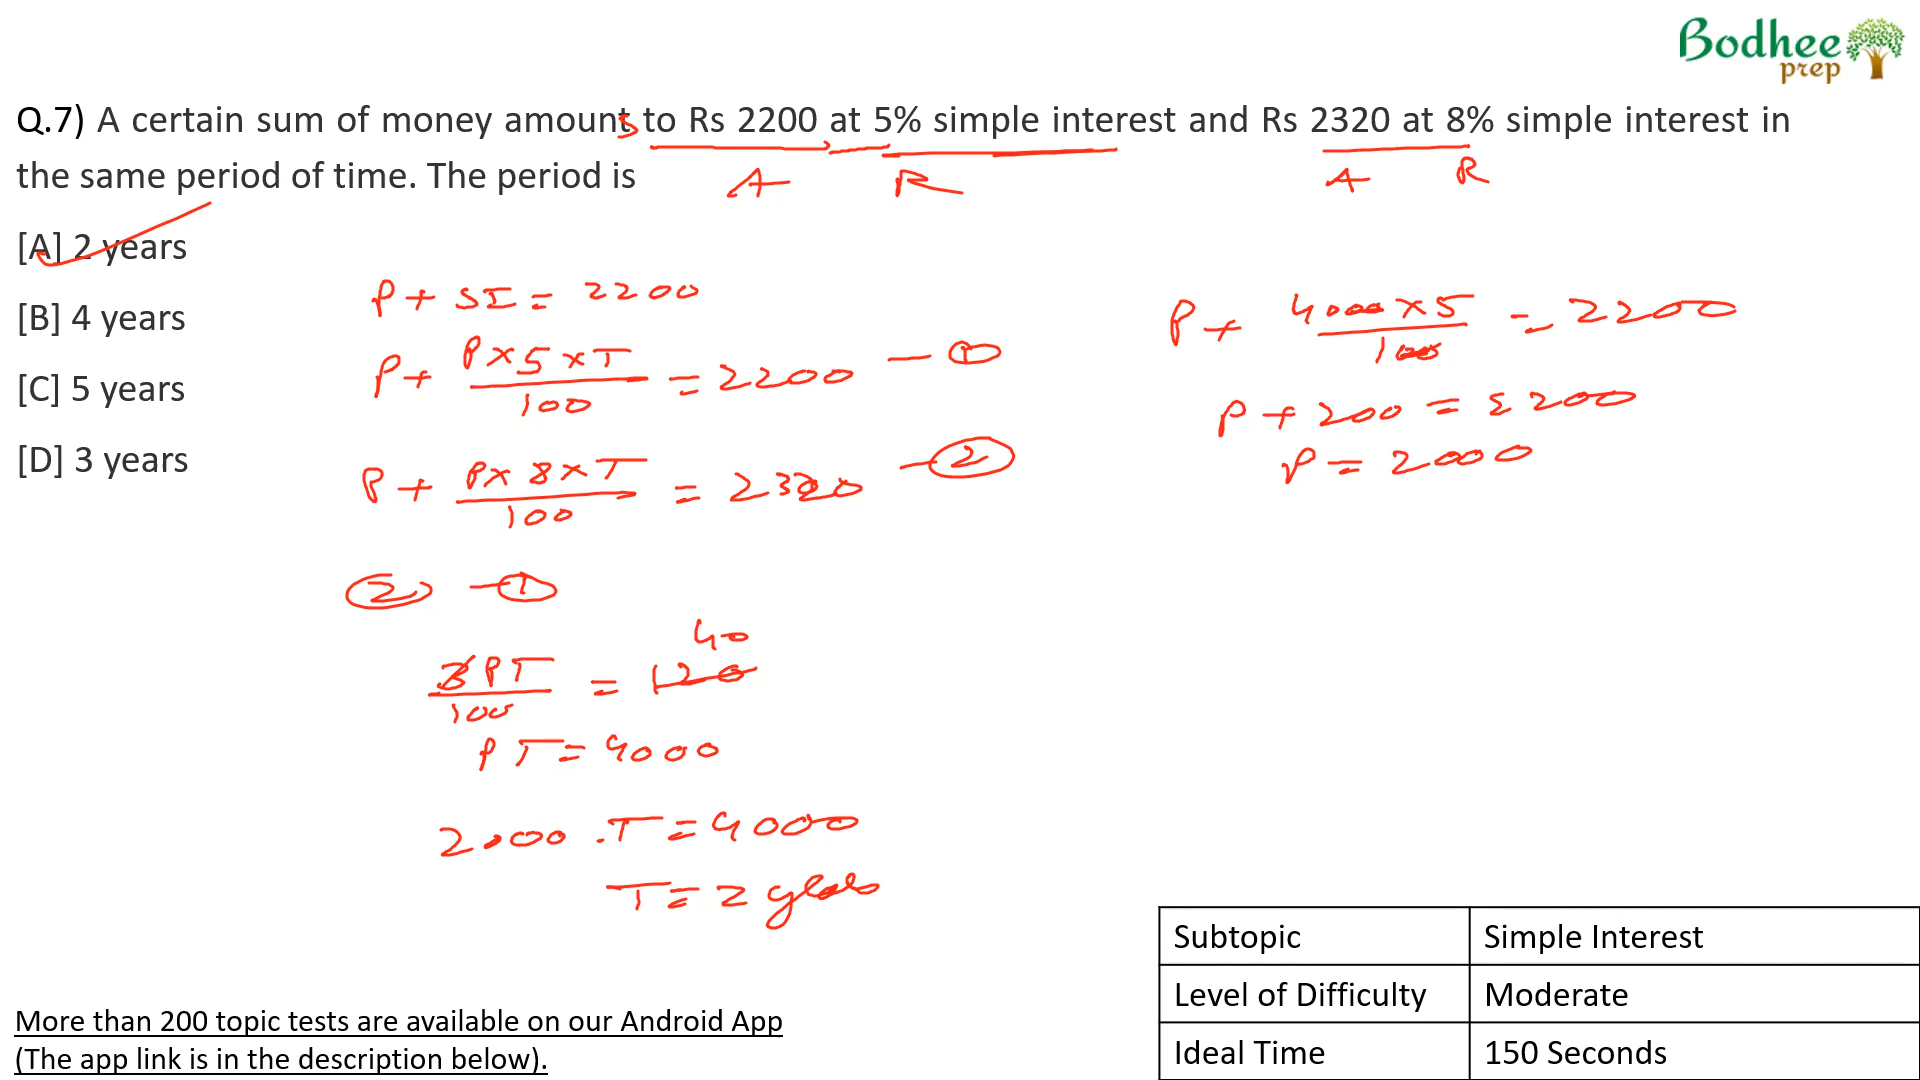 Bodhee
prep
Q.7) A certain sum of money amounts to Rs 2200 at 5% simple interest and Rs 2320 at 8% simple interest in
the same period of time. The period is
A R A R
[A] 2 years
[B] 4 years
[C] 5 years
[D] 3 years
P + SI = 2200
P + P×5×T/100 = 2200 — ①
P + P×8×T/100 = 2320 — ②
② — ①
3PT/100 = 120 40
PT = 4000
2000 . T = 4000
T = 2 years
P + 4000×5/100 = 2200
P + 200 = 2200
P = 2000
Subtopic Simple Interest
Level of Difficulty Moderate
Ideal Time 150 Seconds
More than 200 topic tests are available on our Android App
(The app link is in the description below).